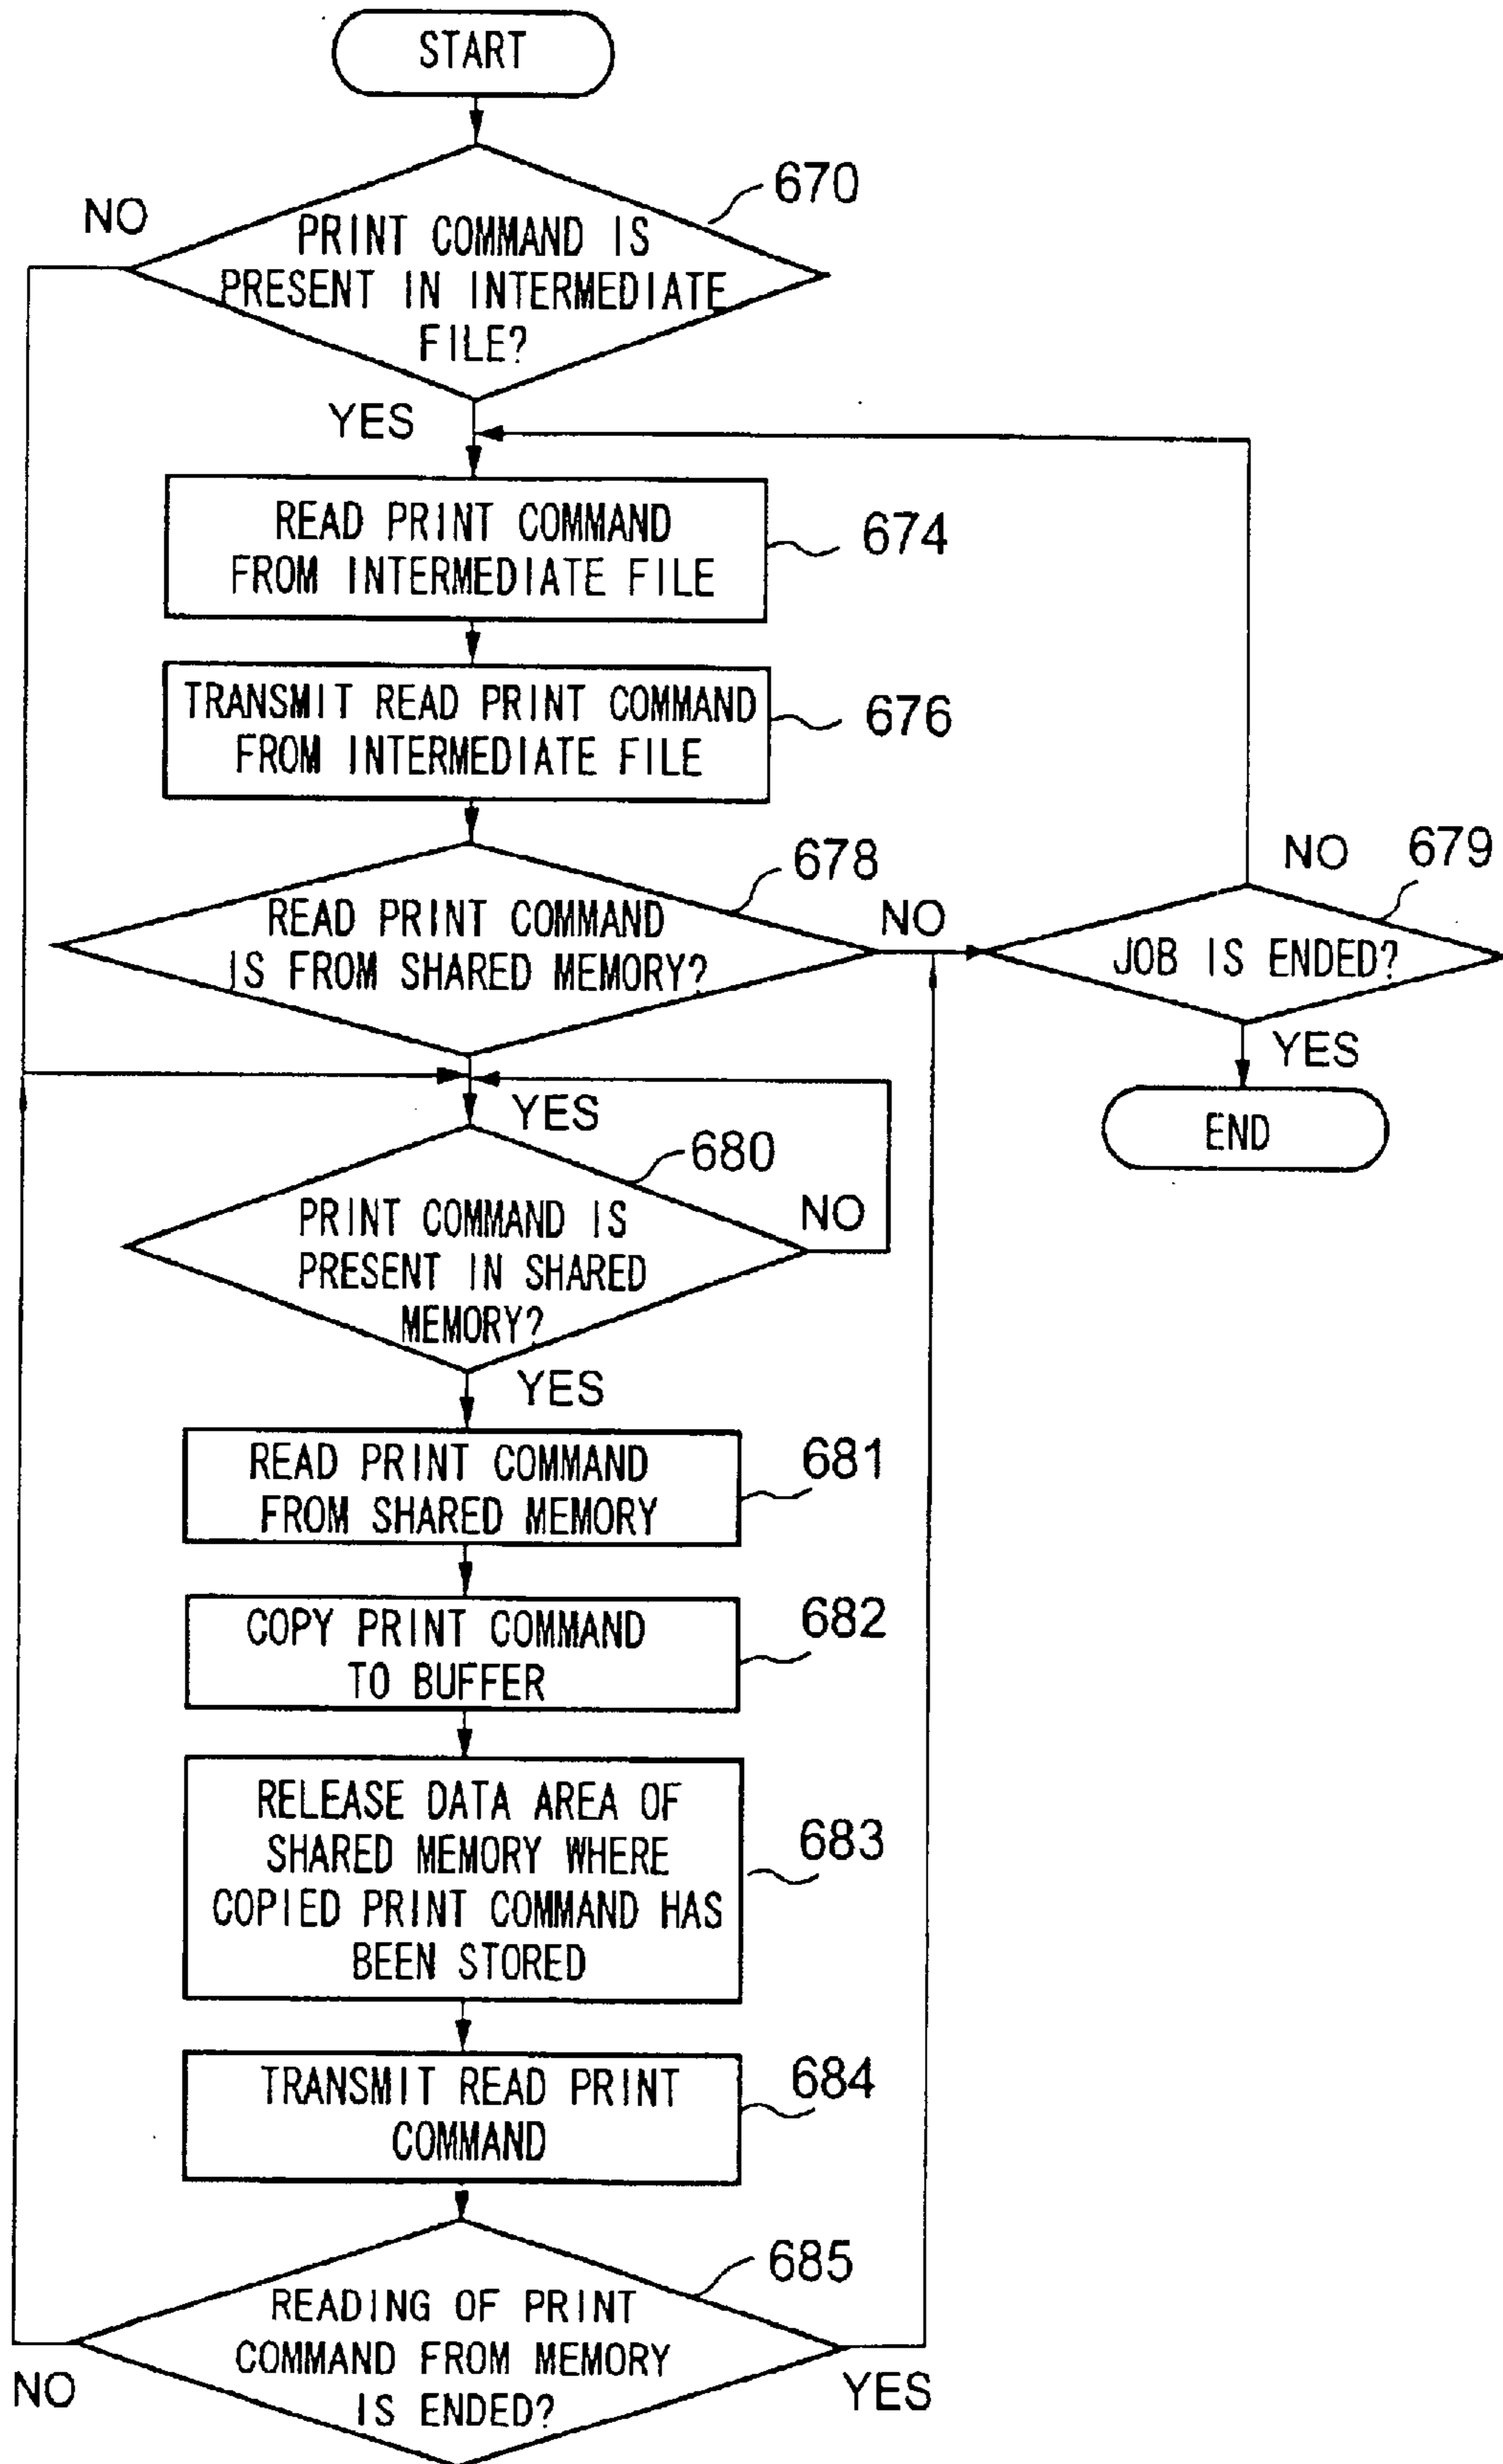 START
670
NO
PRINT COMMAND IS
PRESENT IN INTERMEDIATE
FILE?
YES
READ PRINT COMMAND
FROM INTERMEDIATE FILE
674
TRANSMIT READ PRINT COMMAND
FROM INTERMEDIATE FILE
676
678
READ PRINT COMMAND
IS FROM SHARED MEMORY?
NO
NO
679
JOB IS ENDED?
YES
END
YES
680
PRINT COMMAND IS
PRESENT IN SHARED
MEMORY?
NO
YES
READ PRINT COMMAND
FROM SHARED MEMORY
681
COPY PRINT COMMAND
TO BUFFER
682
RELEASE DATA AREA OF
SHARED MEMORY WHERE
COPIED PRINT COMMAND HAS
BEEN STORED
683
TRANSMIT READ PRINT
COMMAND
684
685
READING OF PRINT
COMMAND FROM MEMORY
IS ENDED?
NO
YES